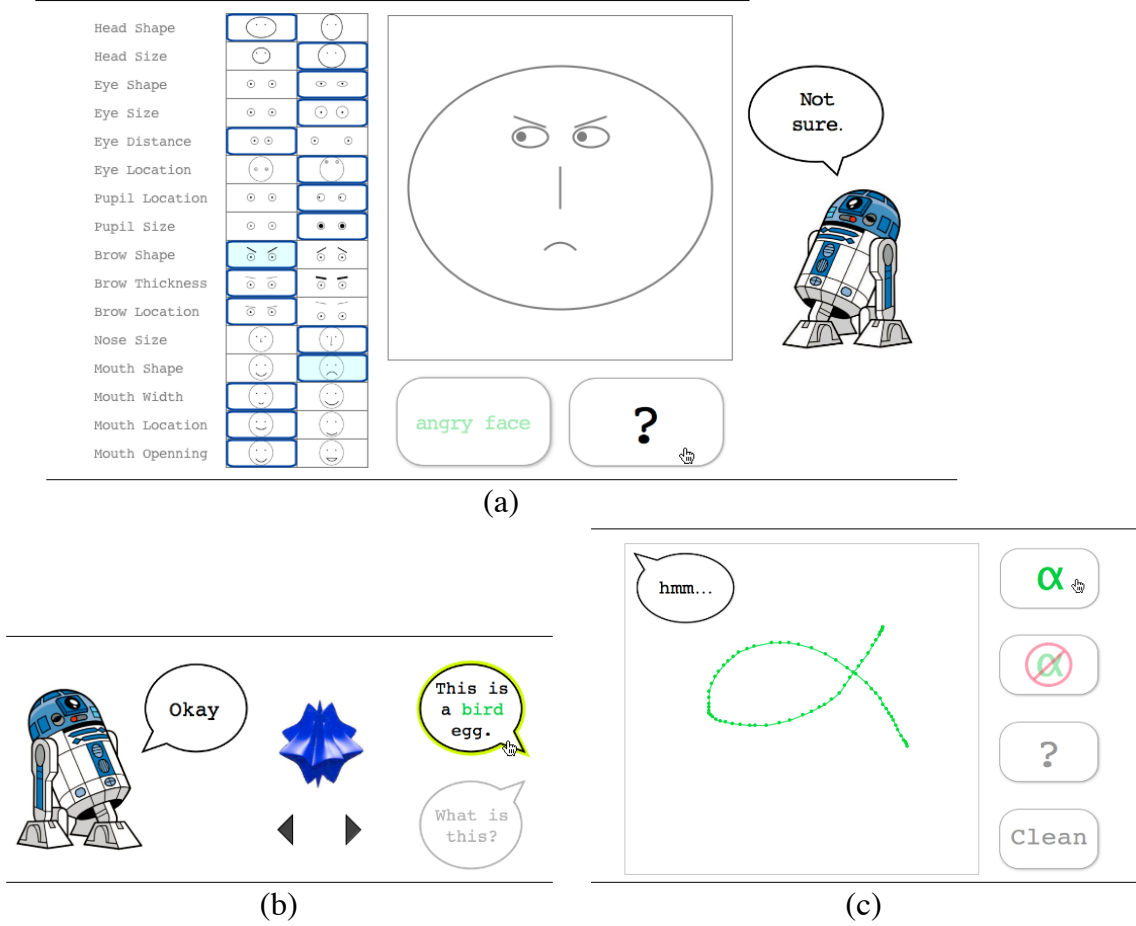 Head Shape
Head Size
Eye Shape
Eye Size
Eye Distance
Eye Location
Pupil Location
Pupil Size
Brow Shape
Brow Thickness
Brow Location
Nose Size
Mouth Shape
Mouth Width
Mouth Location
Mouth Openning
Not
sure.
angry face
?
(a)
Okay
This is
a bird
egg.
What is
this?
(b)
hmm...
α
α
?
Clean
(c)